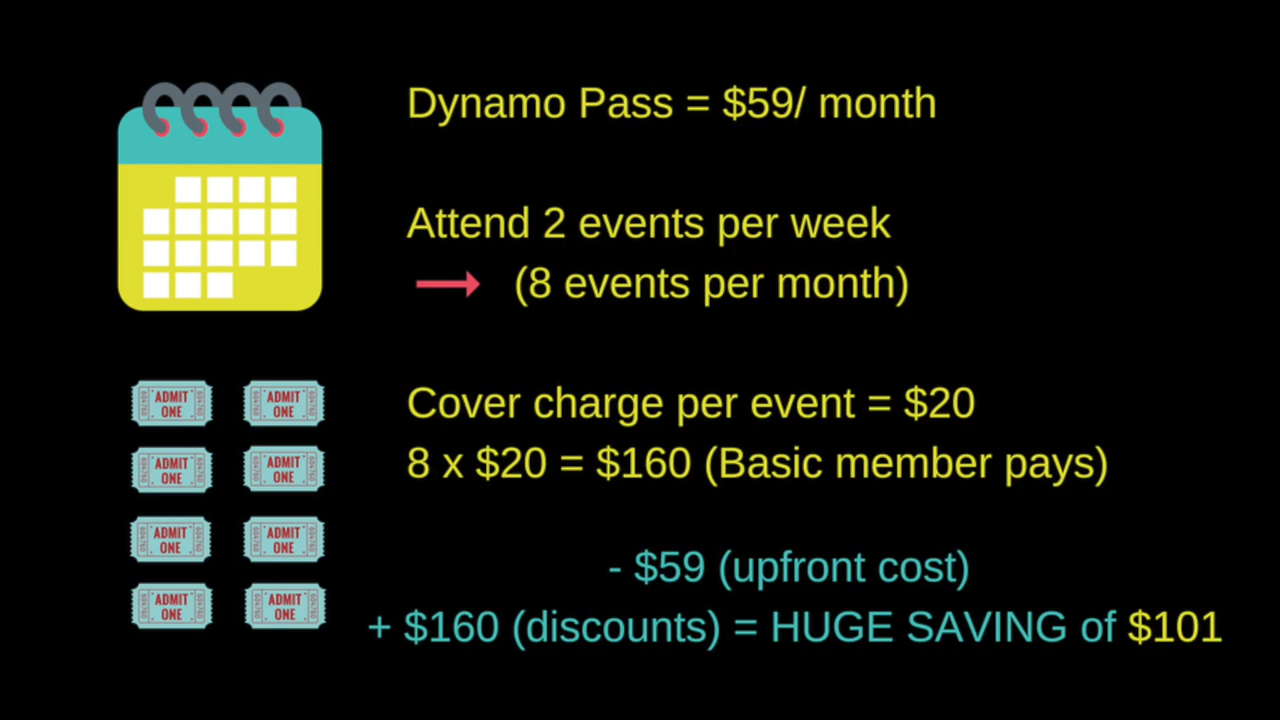 Dynamo Pass = $59/ month
Attend 2 events per week
(8 events per month)
ADMIT ONE
ADMIT ONE
ADMIT ONE
ADMIT ONE
ADMIT ONE
ADMIT ONE
ADMIT ONE
ADMIT ONE
Cover charge per event = $20
8 x $20 = $160 (Basic member pays)
- $59 (upfront cost)
+ $160 (discounts) = HUGE SAVING of $101